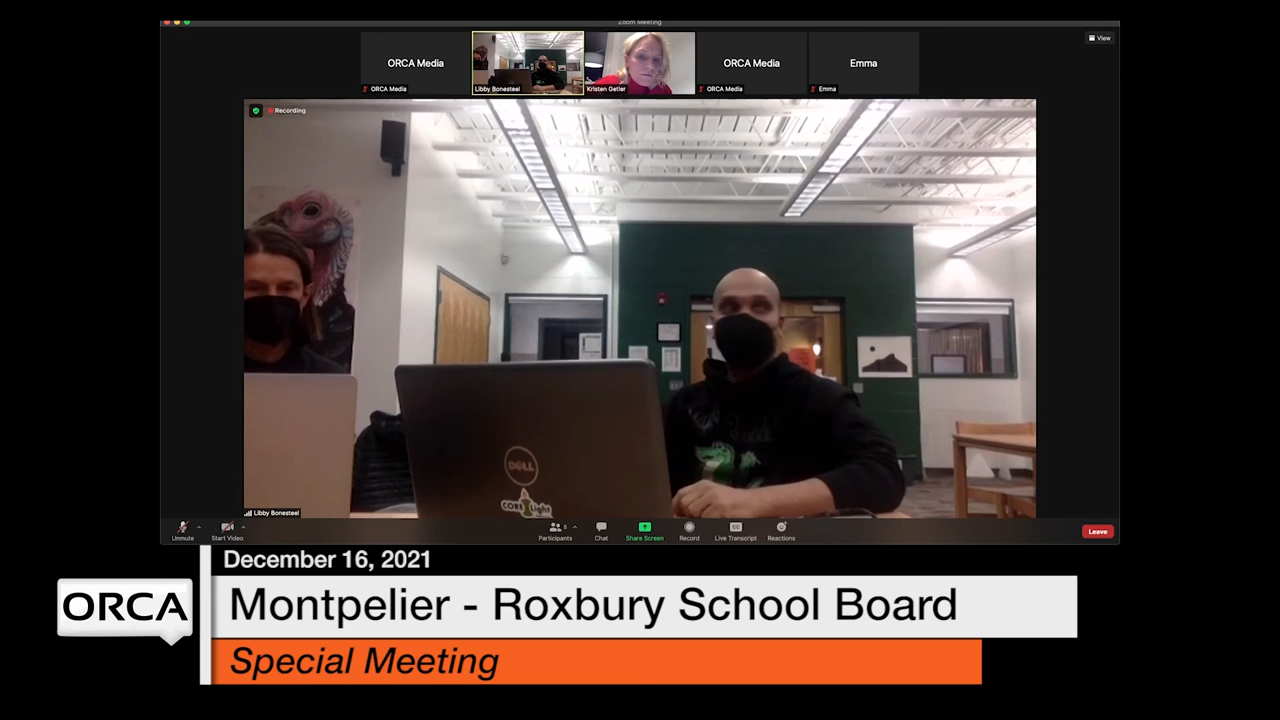 Zoom Meeting
View
ORCA Media
ORCA Media
Emma
ORCA Media
Libby Bonesteel
Kristen Getler
ORCA Media
Emma
Recording
DELL
Libby Bonesteel
Unmute
Start Video
Participants
5
Chat
Share Screen
Record
Live Transcript
Reactions
Leave
December 16, 2021
ORCA
Montpelier - Roxbury School Board
Special Meeting